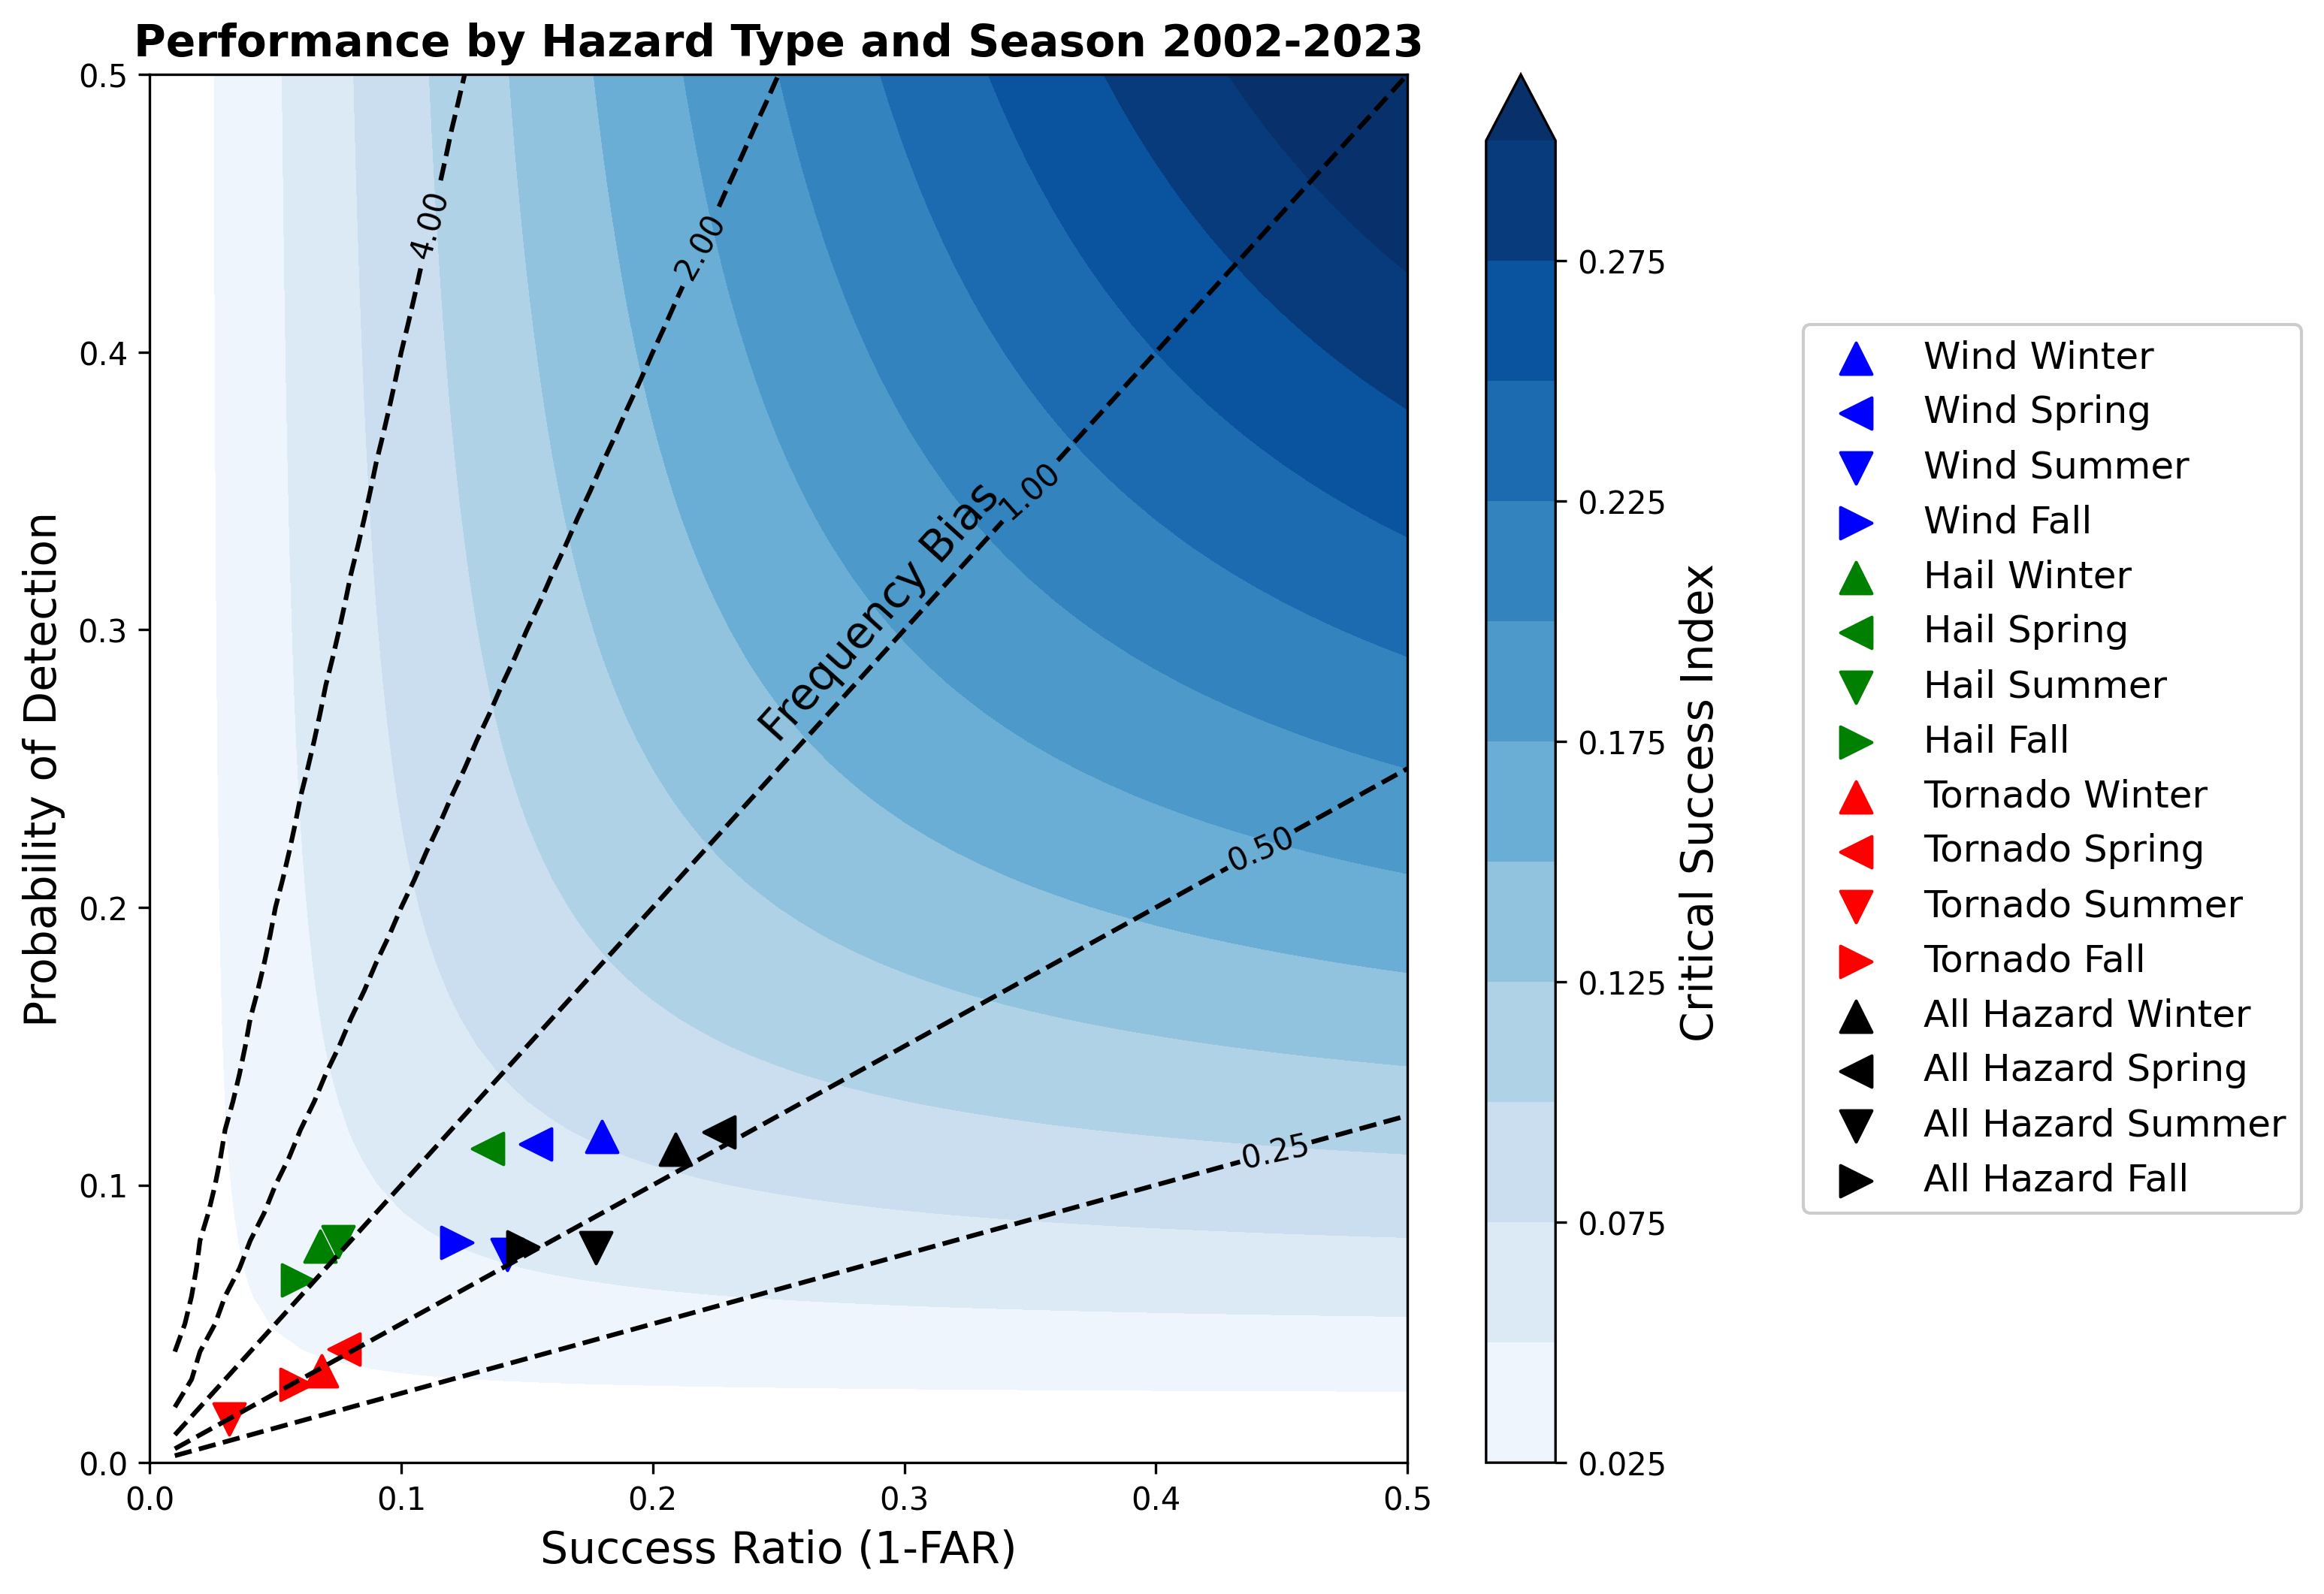 Performance by Hazard Type and Season 2002-2023
0.5
0.4
0.3
0.2
0.1
0.0
Probability of Detection
0.0
0.1
0.2
0.3
0.4
0.5
Success Ratio (1-FAR)
4.00
2.00
1.00
0.50
0.25
Frequency Bias
0.275
0.225
0.175
0.125
0.075
0.025
Critical Success Index
Wind Winter
Wind Spring
Wind Summer
Wind Fall
Hail Winter
Hail Spring
Hail Summer
Hail Fall
Tornado Winter
Tornado Spring
Tornado Summer
Tornado Fall
All Hazard Winter
All Hazard Spring
All Hazard Summer
All Hazard Fall